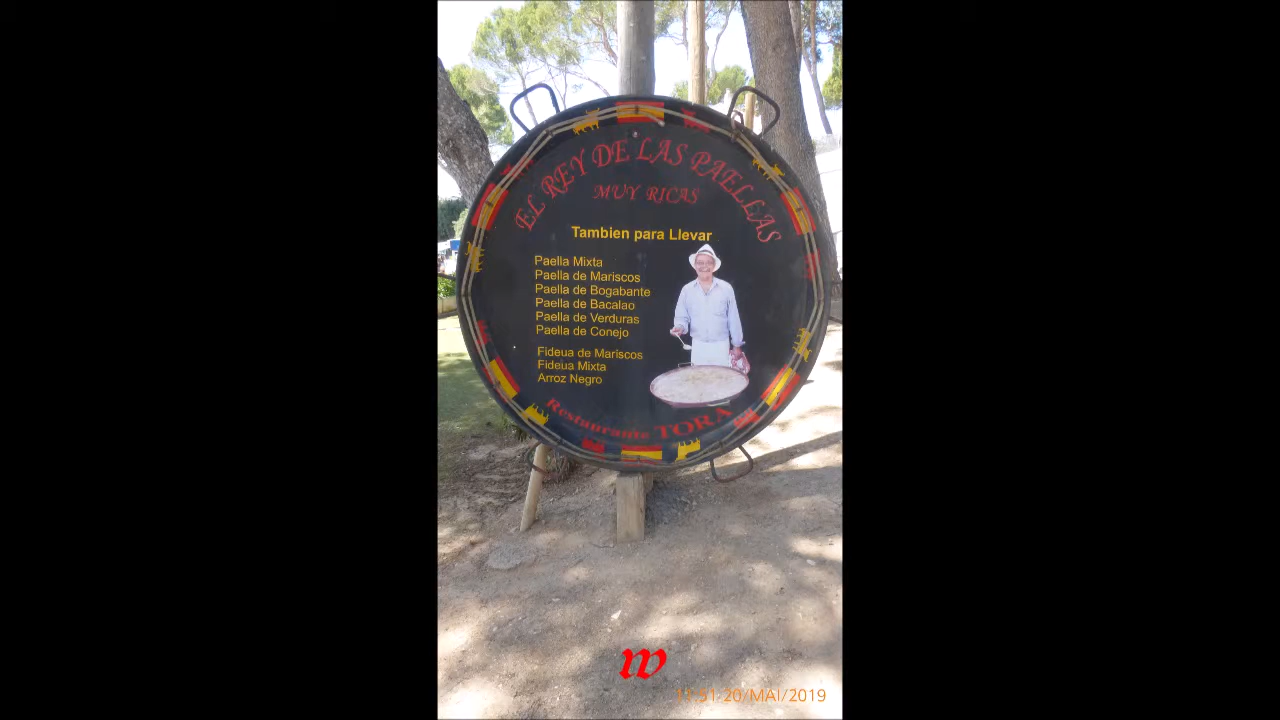 EL REY DE LAS PAELLAS
MUY RICAS
Tambien para Llevar
Paella Mixta
Paella de Mariscos
Paella de Bogabante
Paella de Bacalao
Paella de Verduras
Paella de Conejo
Fideua de Mariscos
Fideua Mixta
Arroz Negro
Restaurante TORA
w
11:51 20/MAI/2019